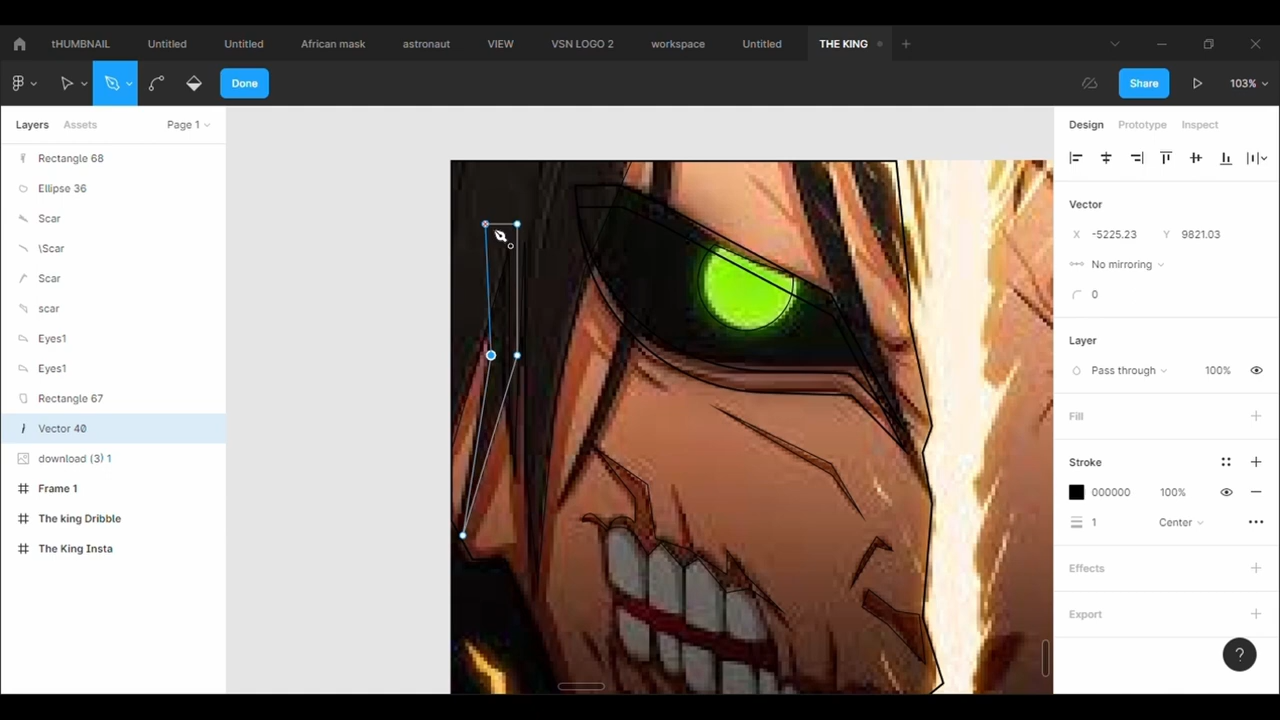 tHUMBNAIL Untitled Untitled African mask astronaut VIEW VSN LOGO 2 workspace Untitled THE KING
Done Share 103%
Layers Assets Page 1
Rectangle 68
Ellipse 36
Scar
\Scar
Scar
scar
Eyes1
Eyes1
Rectangle 67
Vector 40
download (3) 1
Frame 1
The king Dribble
The King Insta
Design Prototype Inspect
Vector
X -5225.23 Y 9821.03
No mirroring
0
Layer
Pass through 100%
Fill
Stroke
000000 100%
1 Center
Effects
Export
?